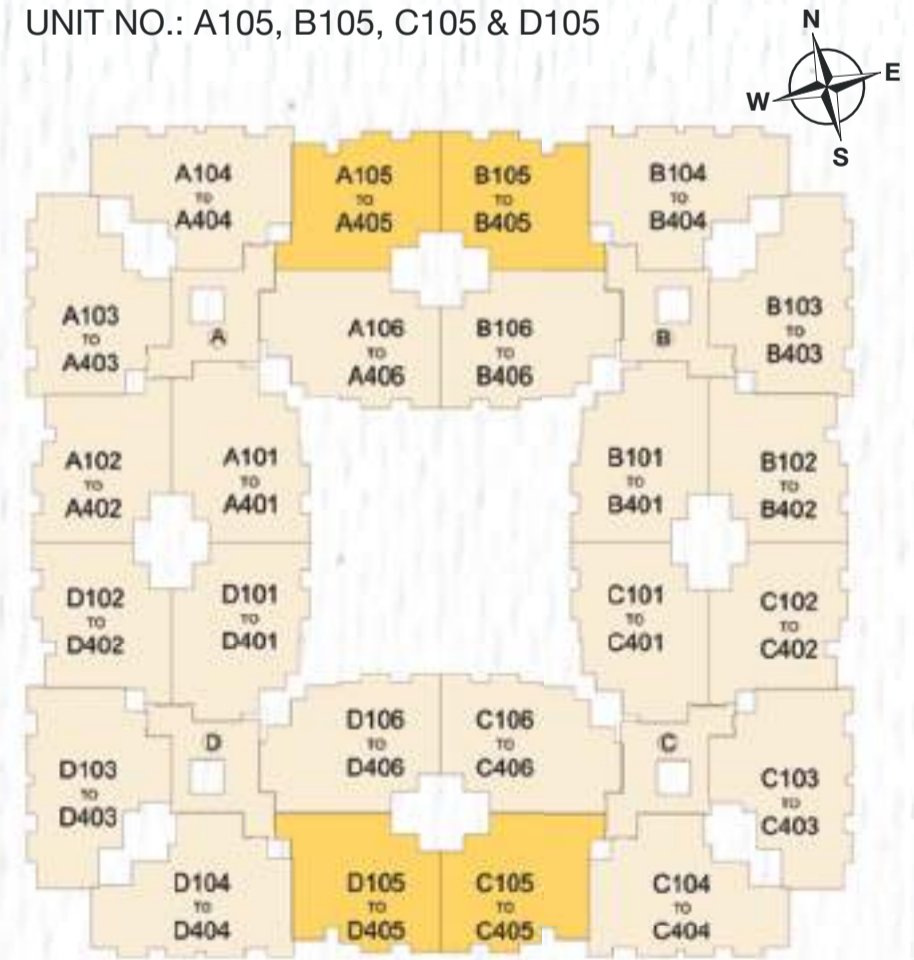 UNIT NO.: A105, B105, C105 & D105
N
E
W
S
A104
TO
A404
A105
TO
A405
B105
TO
B405
B104
TO
B404
A103
TO
A403
A
A106
TO
A406
B106
TO
B406
B
B103
TO
B403
A102
TO
A402
A101
TO
A401
B101
TO
B401
B102
TO
B402
D102
TO
D402
D101
TO
D401
C101
TO
C401
C102
TO
C402
D103
TO
D403
D
D106
TO
D406
C106
TO
C406
C
C103
TO
C403
D104
TO
D404
D105
TO
D405
C105
TO
C405
C104
TO
C404